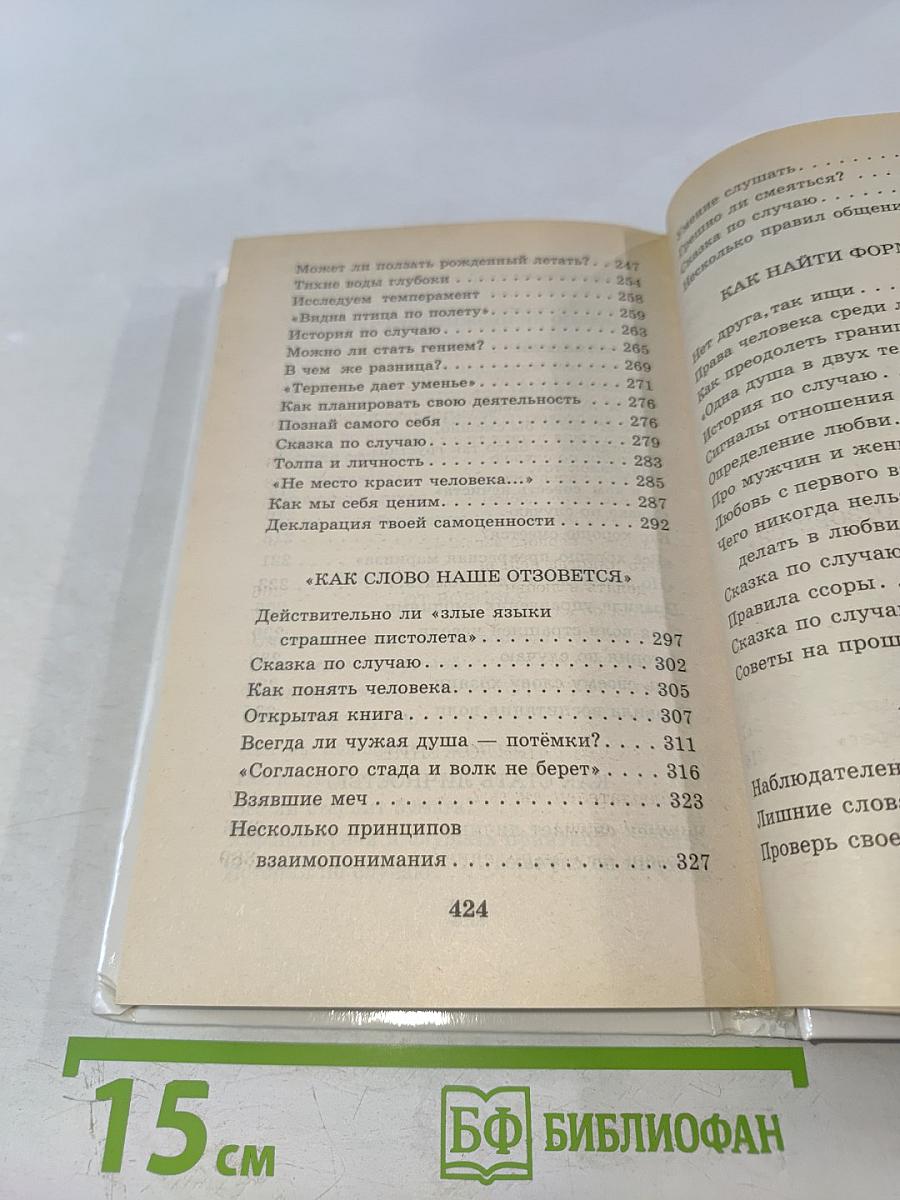 Может ли ползать рожденный летать? . . 247
Тихие воды глубоки . . . . . . . . . . . . 254
Исследуем темперамент . . . . . . . . . . 258
«Видна птица по полету». . . . . . . . . . 259
История по случаю. . . . . . . . . . . . . 263
Можно ли стать гением? . . . . . . . . . . 265
В чем же разница?. . . . . . . . . . . . . 269
«Терпенье дает уменье» . . . . . . . . . . 271
Как планировать свою деятельность . . . 276
Познай самого себя . . . . . . . . . . . . 276
Сказка по случаю. . . . . . . . . . . . . . 279
Толпа и личность . . . . . . . . . . . . . 283
«Не место красит человека...» . . . . . . . 285
Как мы себя ценим. . . . . . . . . . . . . 287
Декларация твоей самоценности . . . . . . 292
«КАК СЛОВО НАШЕ ОТЗОВЕТСЯ»
Действительно ли «злые языки
страшнее пистолета» . . . . . . . . . . . 297
Сказка по случаю. . . . . . . . . . . . . . 302
Как понять человека. . . . . . . . . . . . 305
Открытая книга . . . . . . . . . . . . . . 307
Всегда ли чужая душа — потёмки?. . . . 311
«Согласного стада и волк не берет» . . . . 316
Взявшие меч . . . . . . . . . . . . . . . . 323
Несколько принципов
взаимопонимания . . . . . . . . . . . . . 327
424
Умение слушать. . . . . . . .
Грешно ли смеяться? . . .
Сказка по случаю. . . . . .
Несколько правил общени
КАК НАЙТИ ФОРМ
Нет друга, так ищи . . .
Права человека среди л
Как преодолеть границ
«Одна душа в двух те
История по случаю .
Сигналы отношения
Определение любви.
Про мужчин и жен
Любовь с первого в
Чего никогда нель
делать в любви
Сказка по случаю
Правила ссоры. .
Сказка по случа
Советы на прощ
Наблюдателен
Лишние слова
Проверь свое
15 см
БФ БИБЛИОФАН